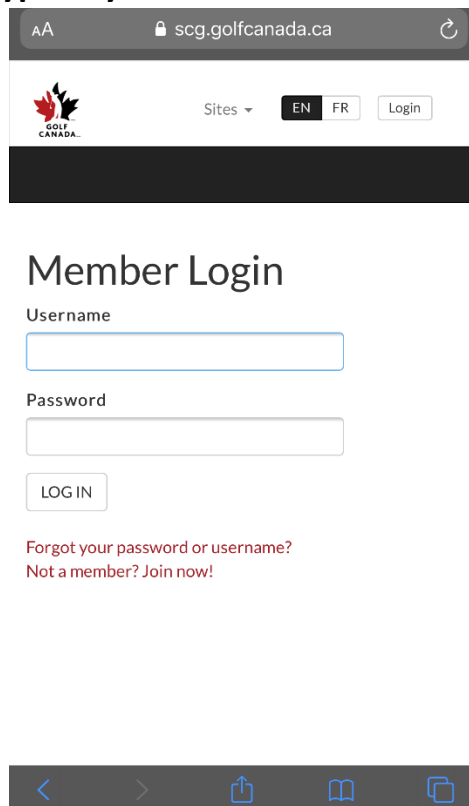 AA scg.golfcanada.ca
Sites EN FR Login
GOLF
CANADA
Member Login
Username
Password
LOG IN
Forgot your password or username?
Not a member? Join now!